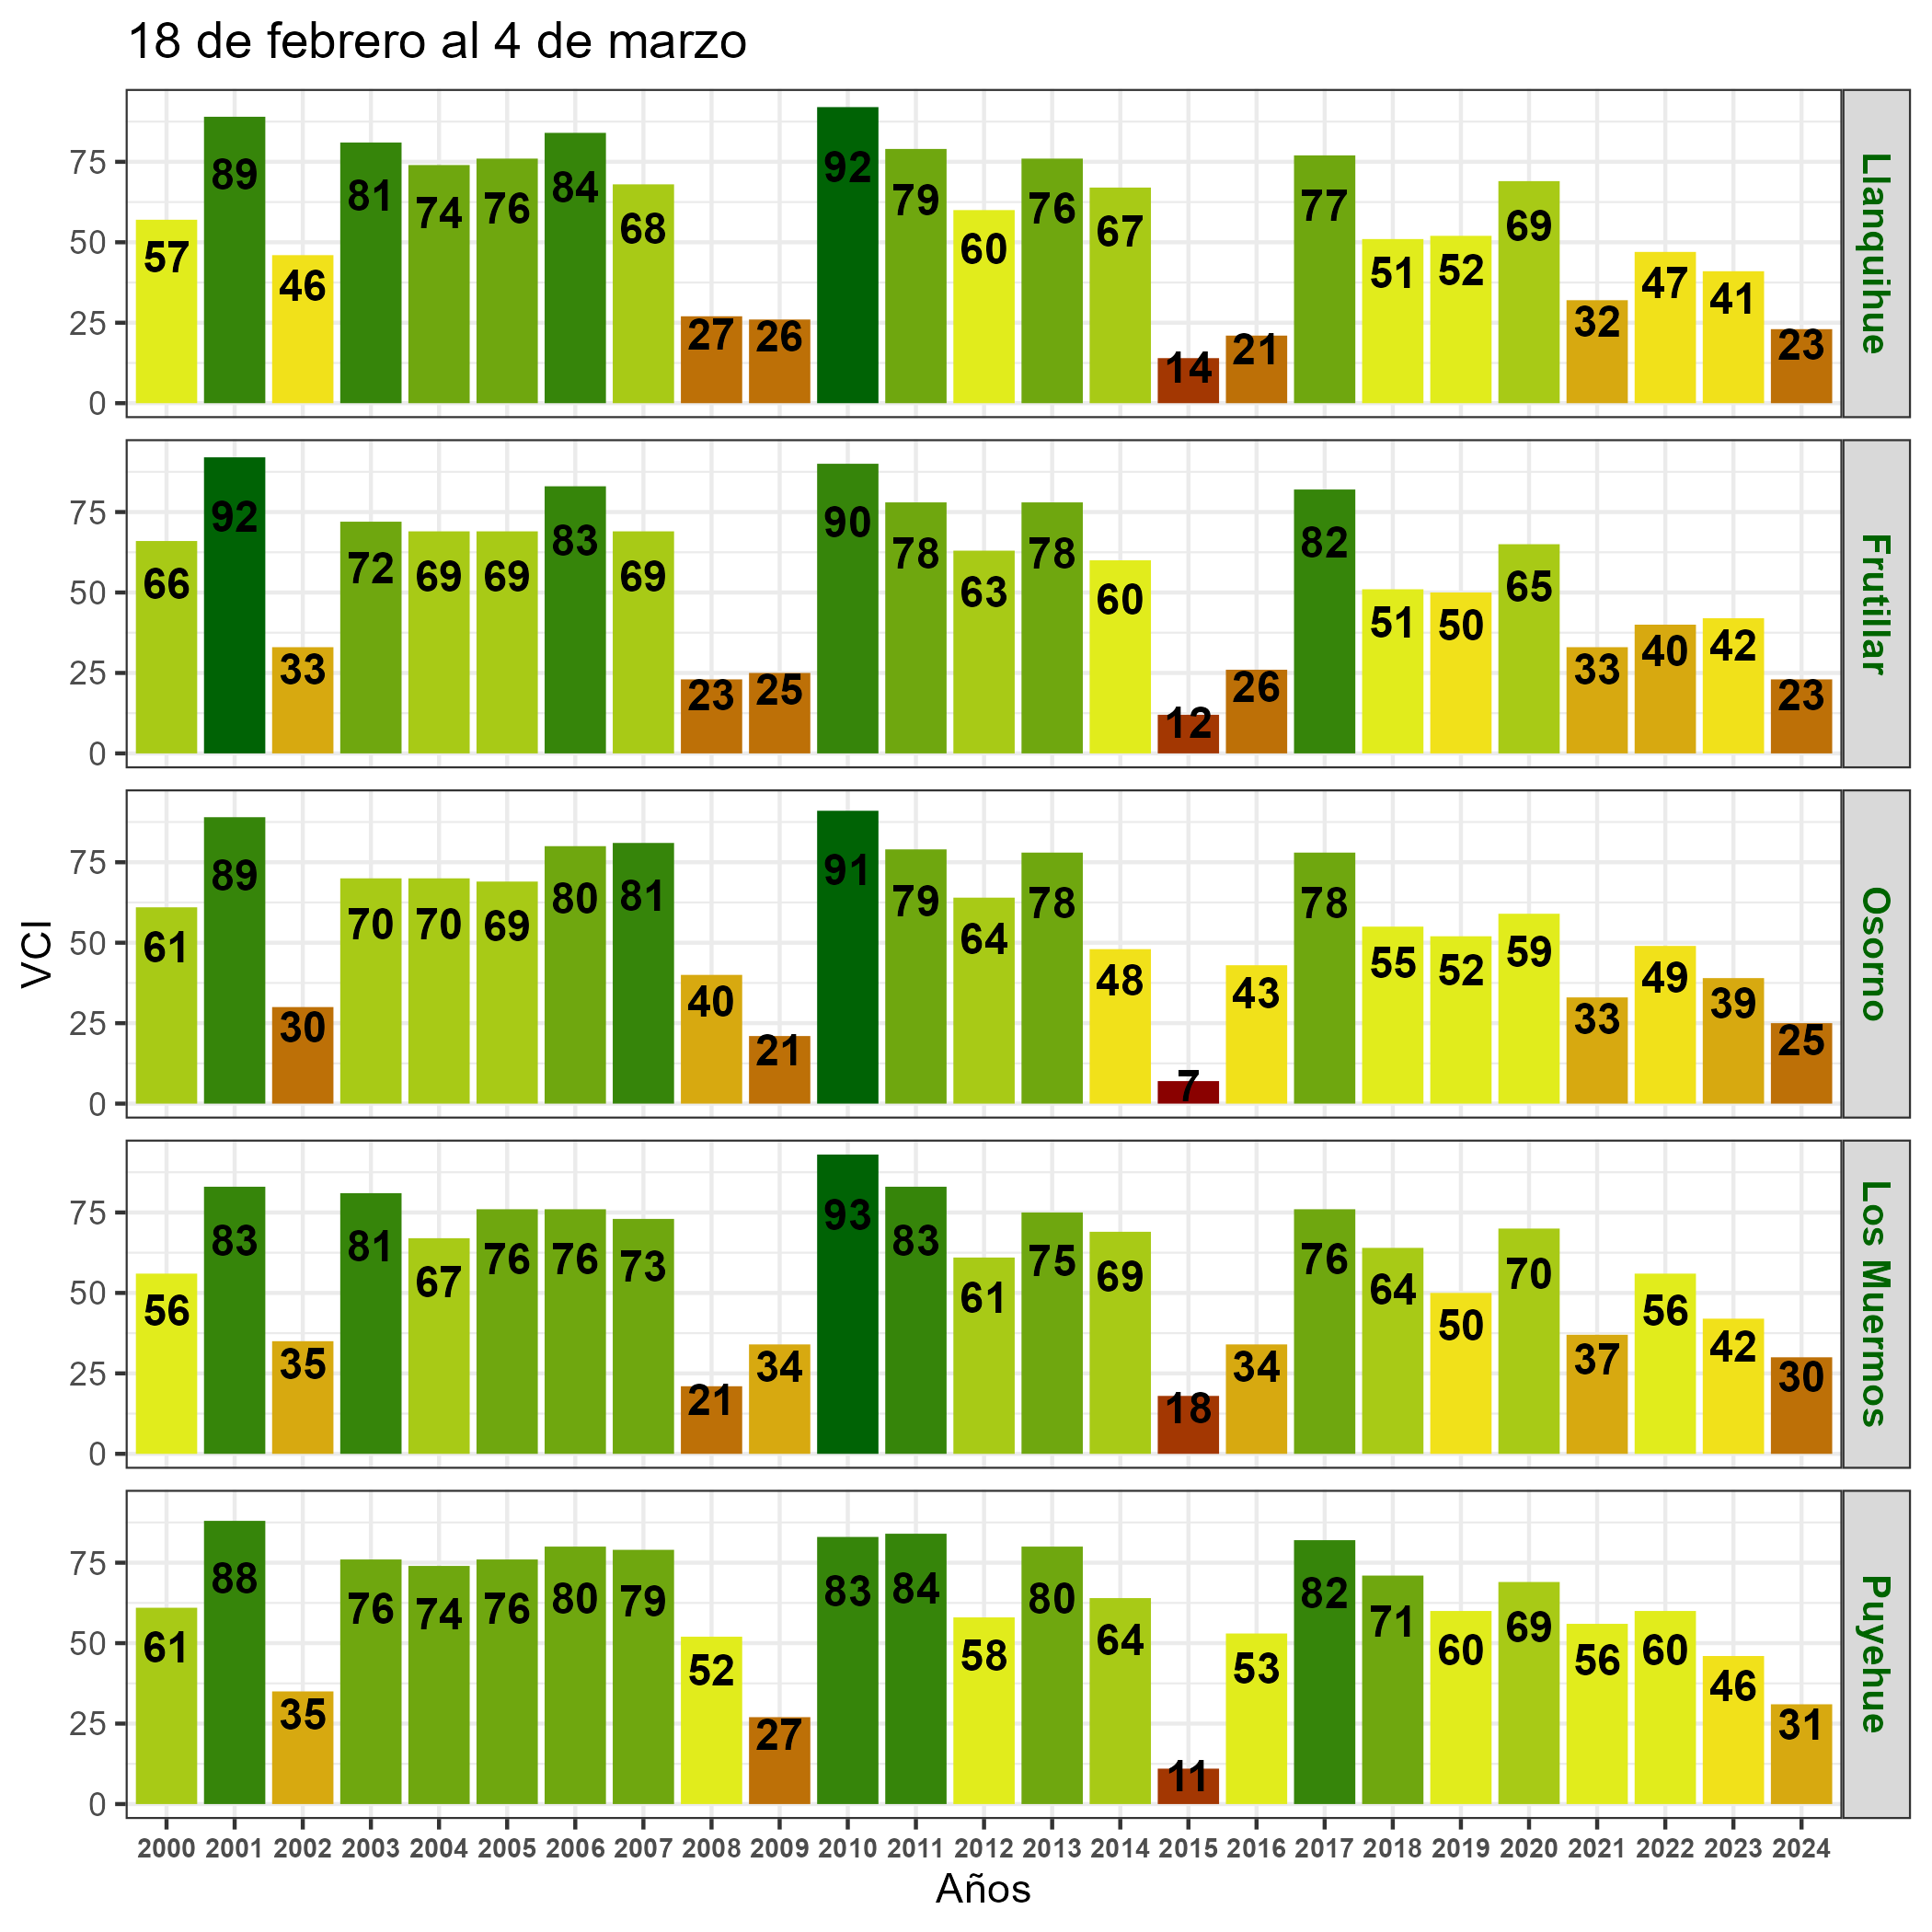 18 de febrero al 4 de marzo
75
50
25
0
57 89 46 81 74 76 84 68 27 26 92 79 60 76 67 14 21 77 51 52 69 32 47 41 23
Llanquihue
75
50
25
0
66 92 33 72 69 69 83 69 23 25 90 78 63 78 60 12 26 82 51 50 65 33 40 42 23
Frutillar
VCI
75
50
25
0
61 89 30 70 70 69 80 81 40 21 91 79 64 78 48 7 43 78 55 52 59 33 49 39 25
Osorno
75
50
25
0
56 83 35 81 67 76 76 73 21 34 93 83 61 75 69 18 34 76 64 50 70 37 56 42 30
Los Muermos
75
50
25
0
61 88 35 76 74 76 80 79 52 27 83 84 58 80 64 11 53 82 71 60 69 56 60 46 31
Puyehue
2000 2001 2002 2003 2004 2005 2006 2007 2008 2009 2010 2011 2012 2013 2014 2015 2016 2017 2018 2019 2020 2021 2022 2023 2024
Años